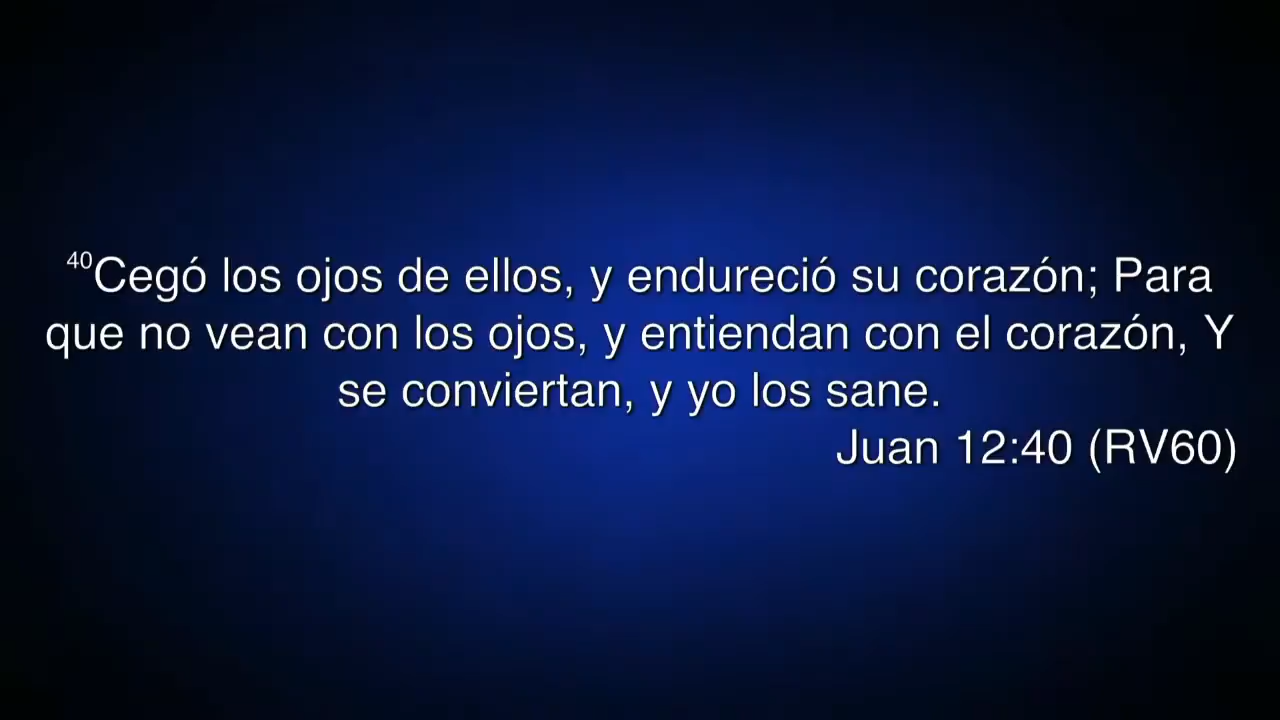 40Cegó los ojos de ellos, y endureció su corazón; Para
que no vean con los ojos, y entiendan con el corazón, Y
se conviertan, y yo los sane.
Juan 12:40 (RV60)